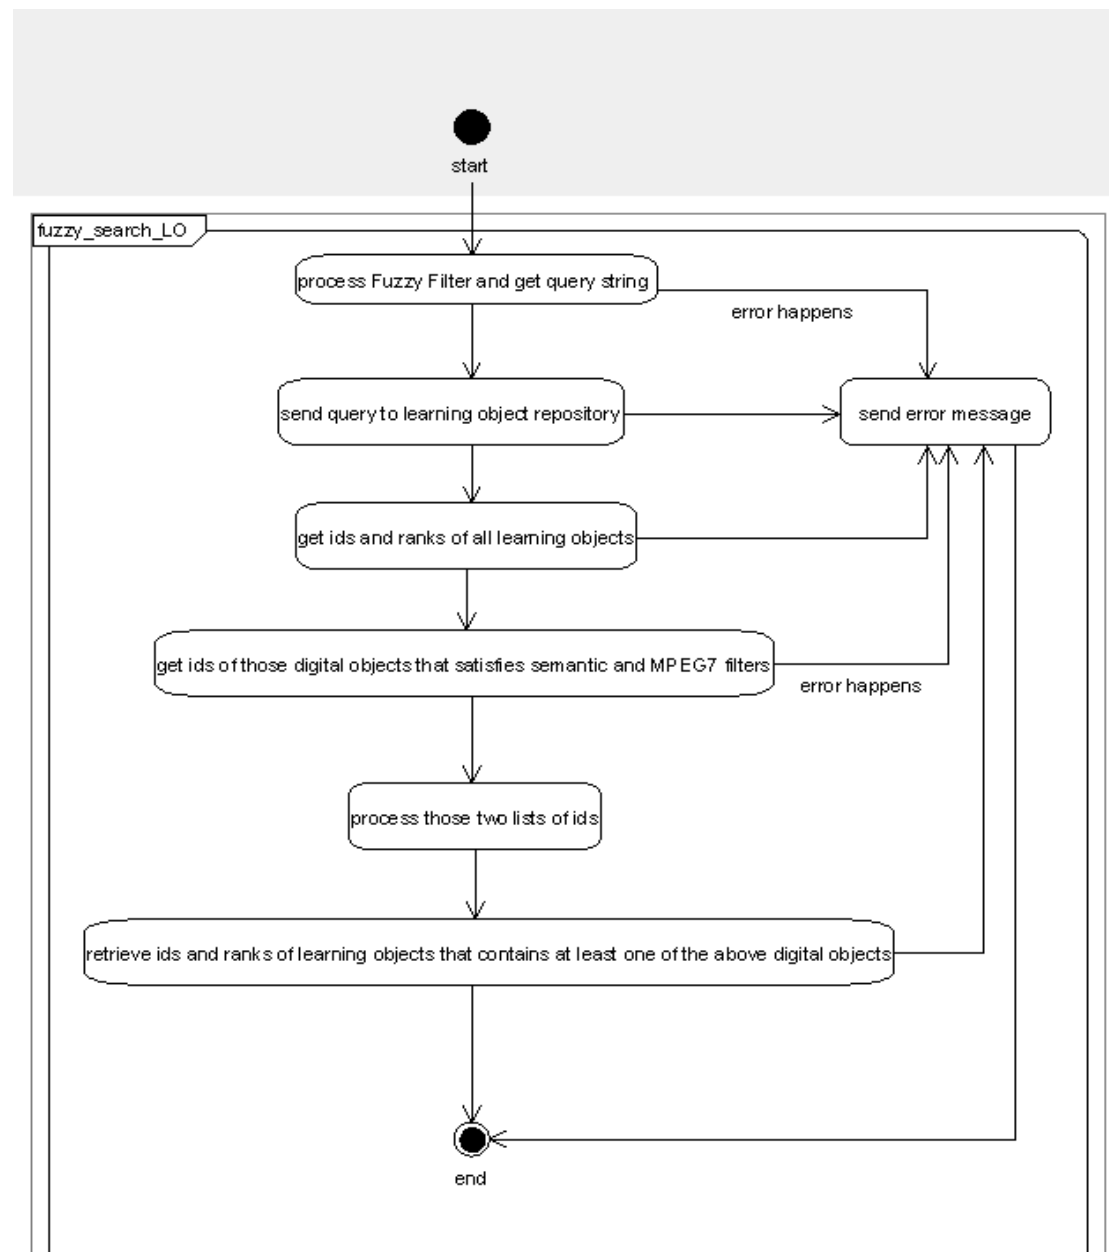 start
fuzzy_search_LO
process Fuzzy Filter and get query string
error happens
send query to learning object repository
send error message
get ids and ranks of all learning objects
get ids of those digital objects that satisfies semantic and MPEG7 filters
error happens
process those two lists of ids
retrieve ids and ranks of learning objects that contains at least one of the above digital objects
end